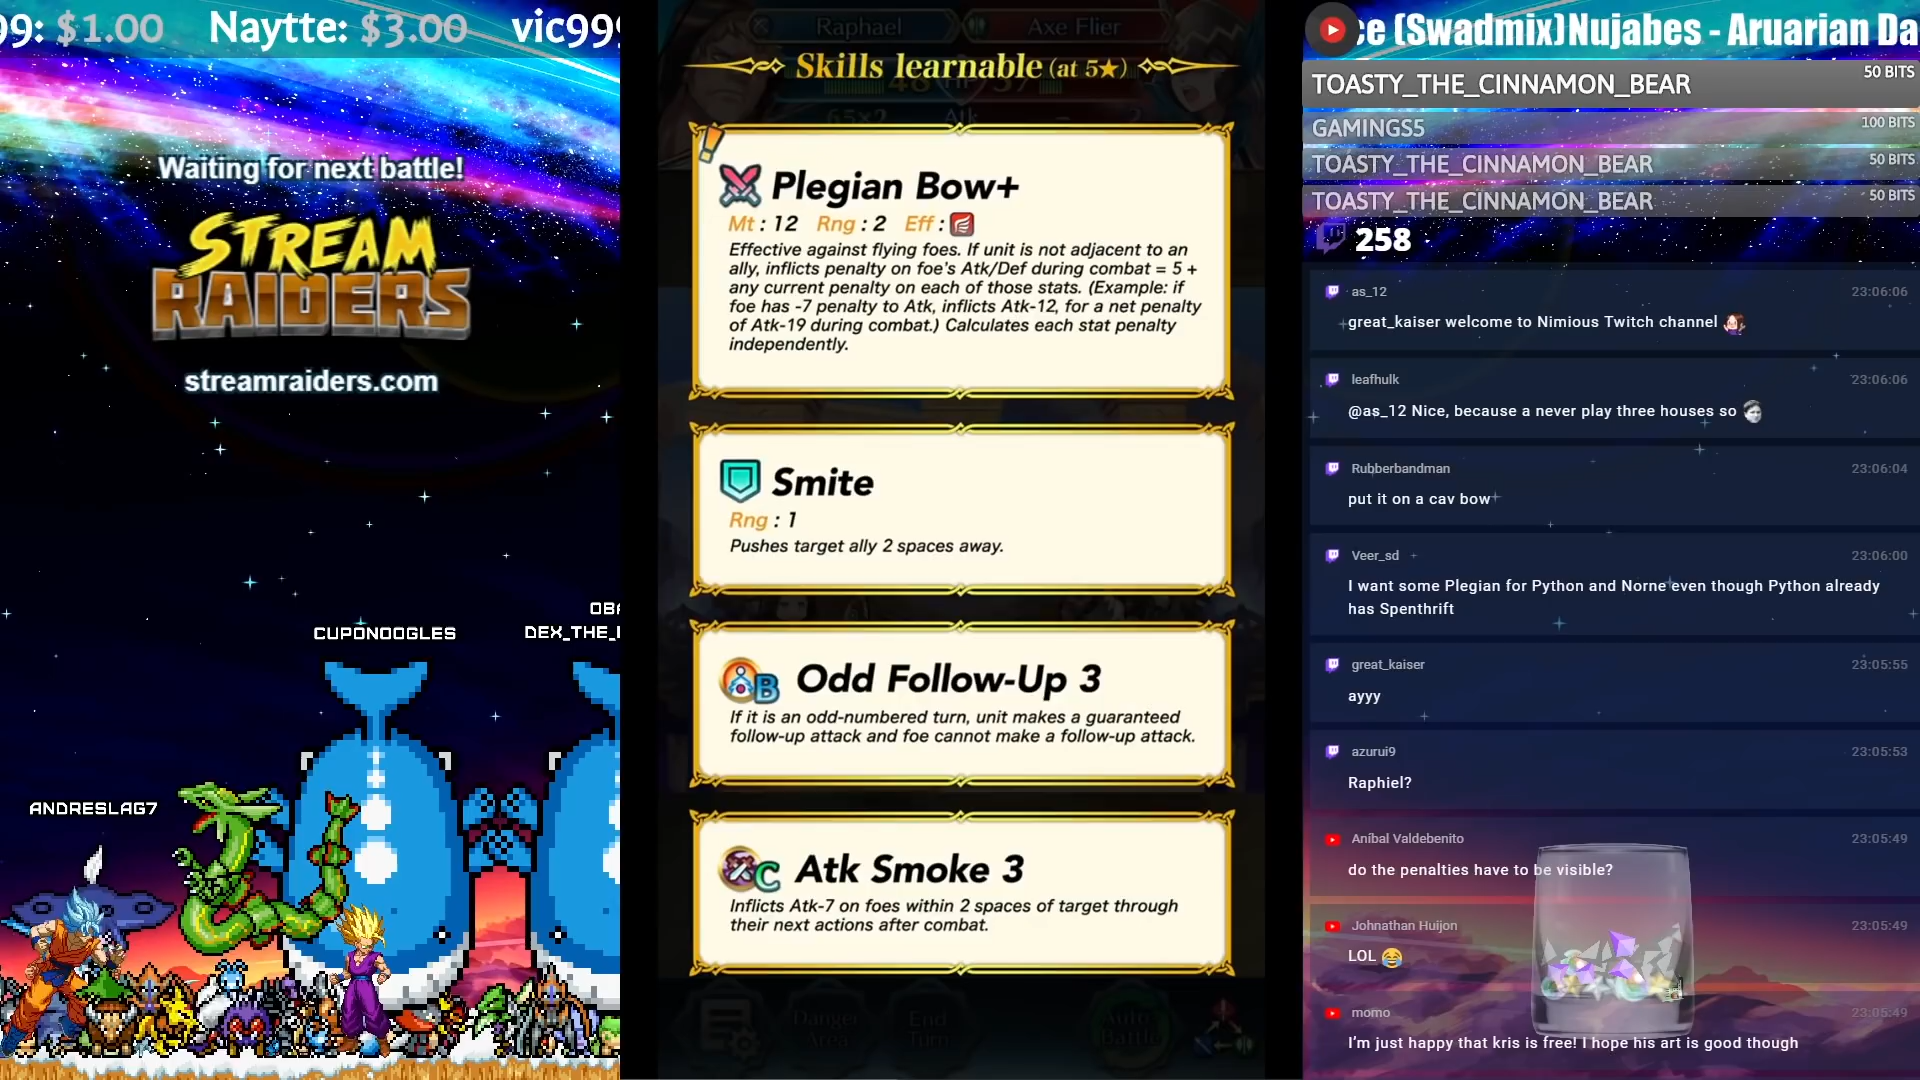 99: $1.00 Naytte: $3.00 vic999
Waiting for next battle!
STREAM
RAIDERS
streamraiders.com
OBA
CUPONOOGLES
DEX_THE_
ANDRESLAG7
Raphael
Axe Flier
Skills learnable (at 5★)
65×2 Atk
Plegian Bow+
Mt : 12 Rng : 2 Eff :
Effective against flying foes. If unit is not adjacent to an
ally, inflicts penalty on foe's Atk/Def during combat = 5 +
any current penalty on each of those stats. (Example: if
foe has -7 penalty to Atk, inflicts Atk-12, for a net penalty
of Atk-19 during combat.) Calculates each stat penalty
independently.
Smite
Rng : 1
Pushes target ally 2 spaces away.
B
Odd Follow-Up 3
If it is an odd-numbered turn, unit makes a guaranteed
follow-up attack and foe cannot make a follow-up attack.
C
Atk Smoke 3
Inflicts Atk-7 on foes within 2 spaces of target through
their next actions after combat.
Danger
Area
End
Turn
Auto
Battle
ce (Swadmix)Nujabes - Aruarian Da
TOASTY_THE_CINNAMON_BEAR 50 BITS
GAMINGS5 100 BITS
TOASTY_THE_CINNAMON_BEAR 50 BITS
TOASTY_THE_CINNAMON_BEAR 50 BITS
258
as_12 23:06:06
great_kaiser welcome to Nimious Twitch channel
leafhulk 23:06:06
@as_12 Nice, because a never play three houses so
Rubberbandman 23:06:04
put it on a cav bow
Veer_sd 23:06:00
I want some Plegian for Python and Norne even though Python already
has Spenthrift
great_kaiser 23:05:55
ayyy
azurui9 23:05:53
Raphiel?
Aníbal Valdebenito 23:05:49
do the penalties have to be visible?
Johnathan Huijon 23:05:49
LOL 😂
momo 23:05:49
I'm just happy that kris is free! I hope his art is good though